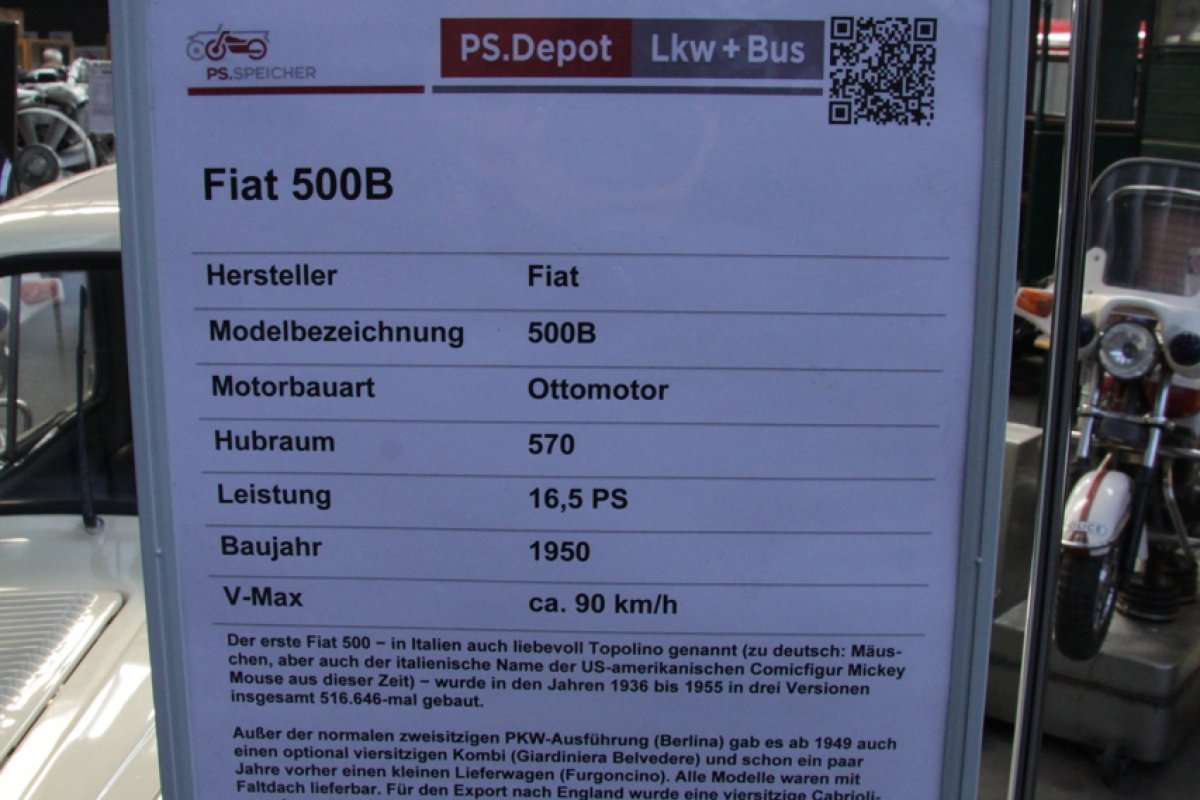 PS.SPEICHER
PS.Depot Lkw + Bus
Fiat 500B
Hersteller Fiat
Modelbezeichnung 500B
Motorbauart Ottomotor
Hubraum 570
Leistung 16,5 PS
Baujahr 1950
V-Max ca. 90 km/h
Der erste Fiat 500 – in Italien auch liebevoll Topolino genannt (zu deutsch: Mäus-
chen, aber auch der italienische Name der US-amerikanischen Comicfigur Mickey
Mouse aus dieser Zeit) – wurde in den Jahren 1936 bis 1955 in drei Versionen
insgesamt 516.646-mal gebaut.
Außer der normalen zweisitzigen PKW-Ausführung (Berlina) gab es ab 1949 auch
einen optional viersitzigen Kombi (Giardiniera Belvedere) und schon ein paar
Jahre vorher einen kleinen Lieferwagen (Furgoncino). Alle Modelle waren mit
Faltdach lieferbar. Für den Export nach England wurde eine viersitzige Cabrioli-
POLICE